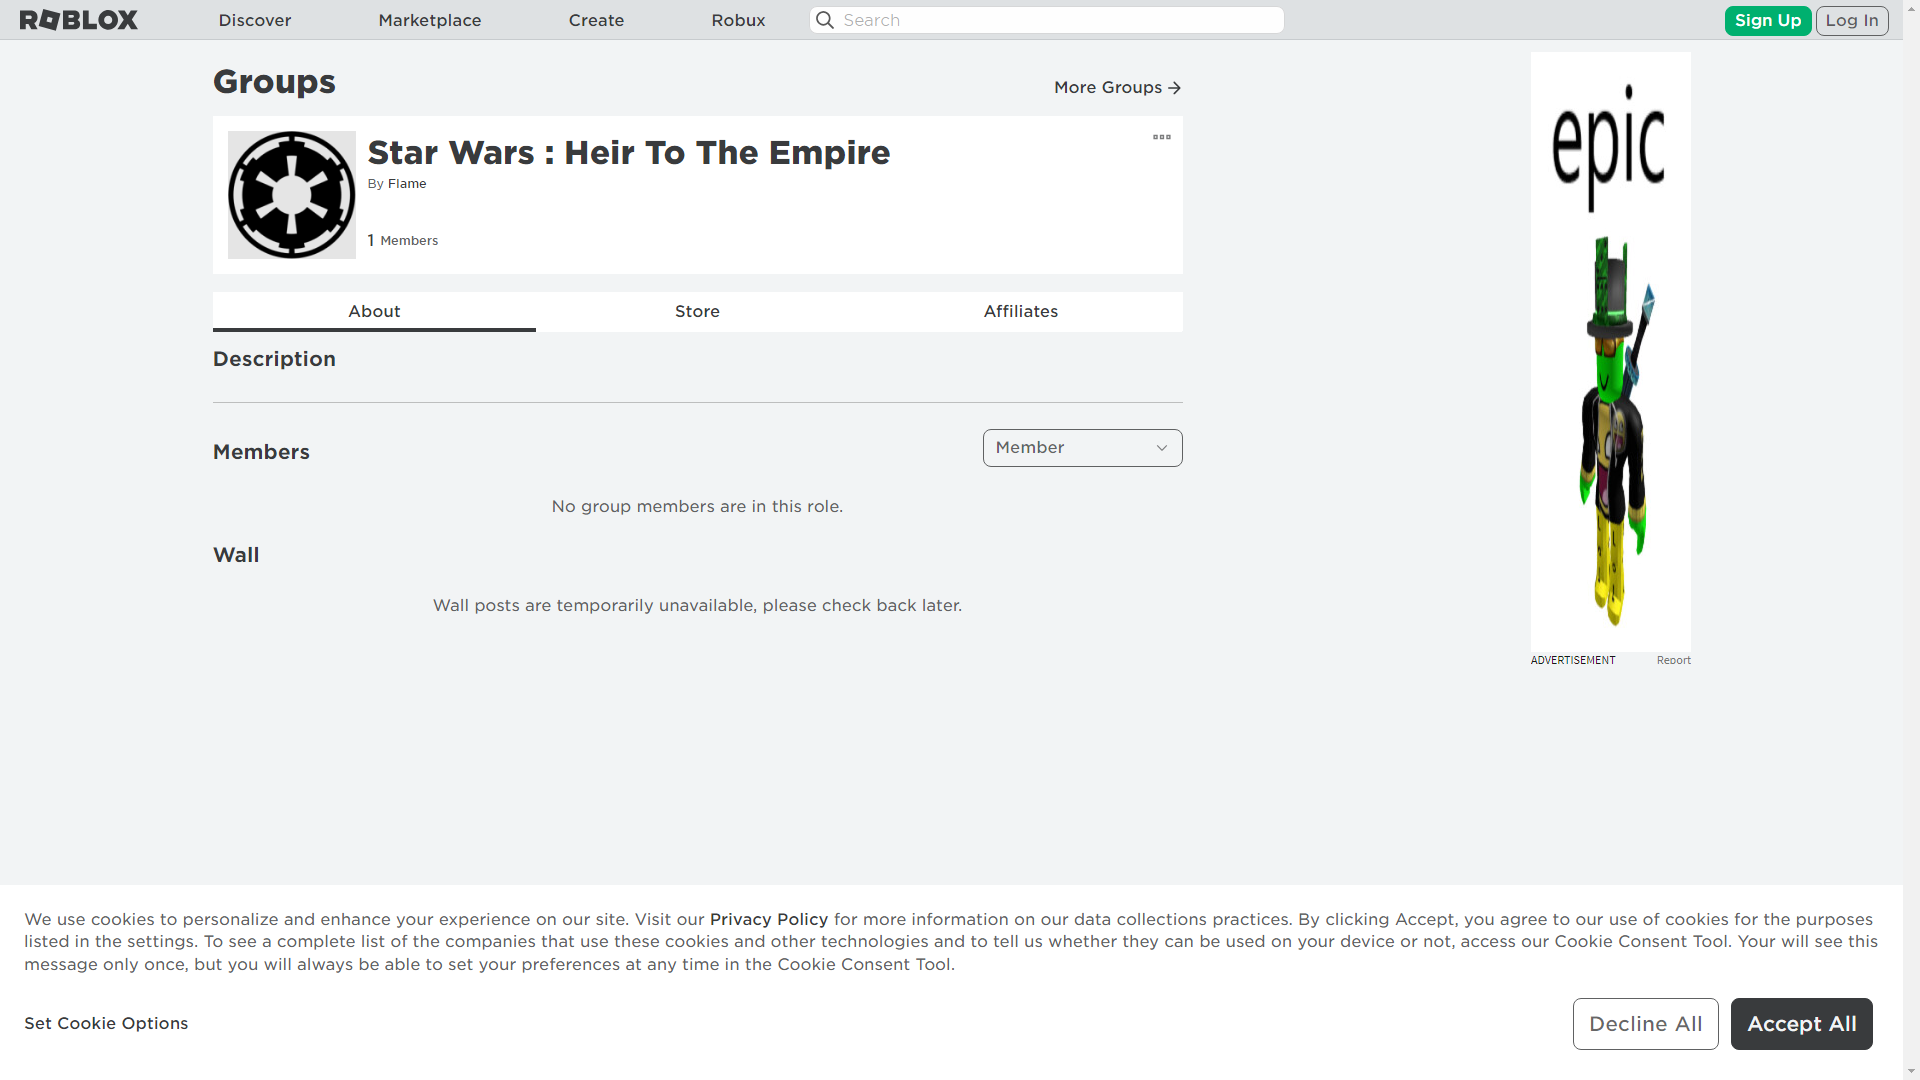 ROBLOX Discover Marketplace Create Robux Search Sign Up Log In
Groups
More Groups
Star Wars : Heir To The Empire
By Flame
1 Members
About Store Affiliates
Description
Members
Member
No group members are in this role.
Wall
Wall posts are temporarily unavailable, please check back later.
epic
ADVERTISEMENT Report
We use cookies to personalize and enhance your experience on our site. Visit our Privacy Policy for more information on our data collections practices. By clicking Accept, you agree to our use of cookies for the purposes
listed in the settings. To see a complete list of the companies that use these cookies and other technologies and to tell us whether they can be used on your device or not, access our Cookie Consent Tool. Your will see this
message only once, but you will always be able to set your preferences at any time in the Cookie Consent Tool.
Set Cookie Options
Decline All
Accept All